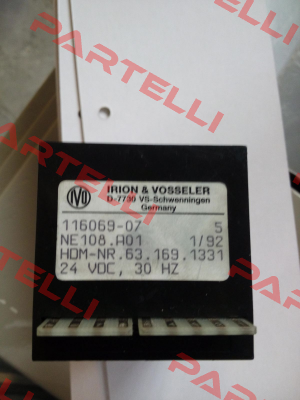 PARTELLI
IVO
IRION & VOSSELER
D-7730 VS-Schwenningen
Germany
116069-07 5
NE108.A01 1/92
HDM-NR.63.169.1331
24 VDC, 30 HZ
PARTELLI
PARTELLI